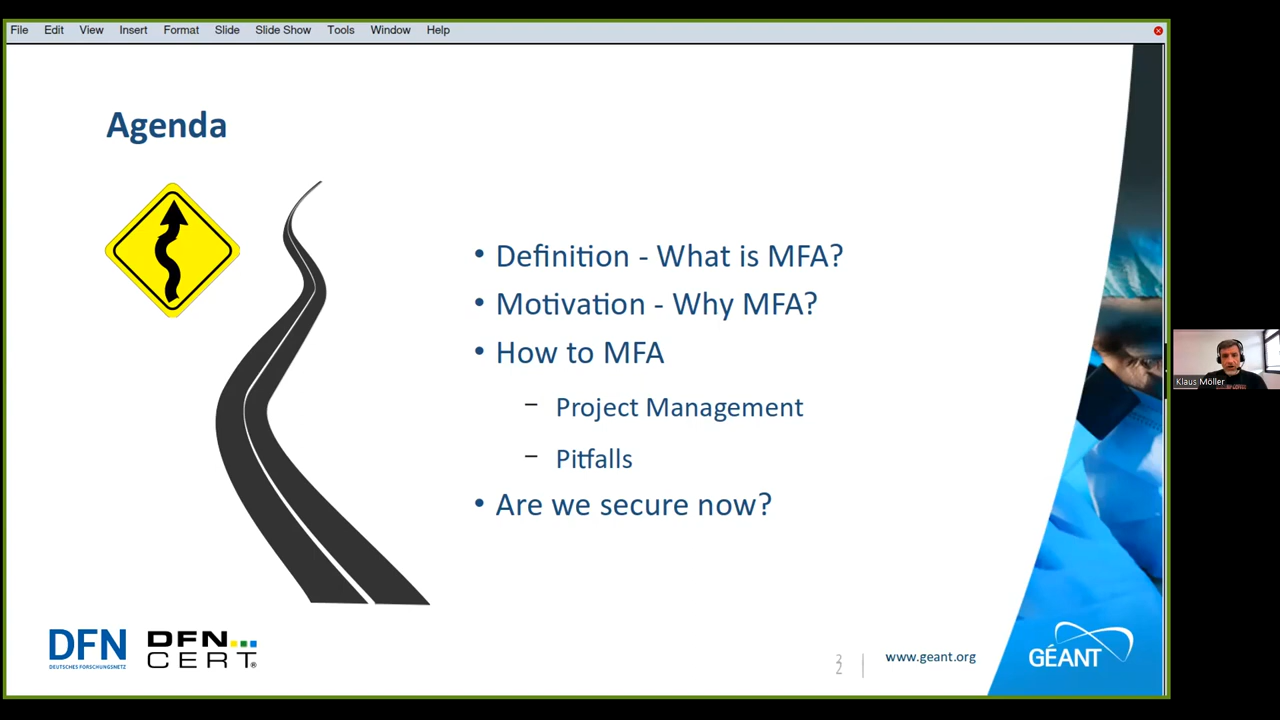 File Edit View Insert Format Slide Slide Show Tools Window Help
Agenda
• Definition - What is MFA?
• Motivation - Why MFA?
• How to MFA
– Project Management
– Pitfalls
• Are we secure now?
Klaus Möller
DFN
DEUTSCHES FORSCHUNGSNETZ
DFN
CERT®
www.geant.org
GÉANT